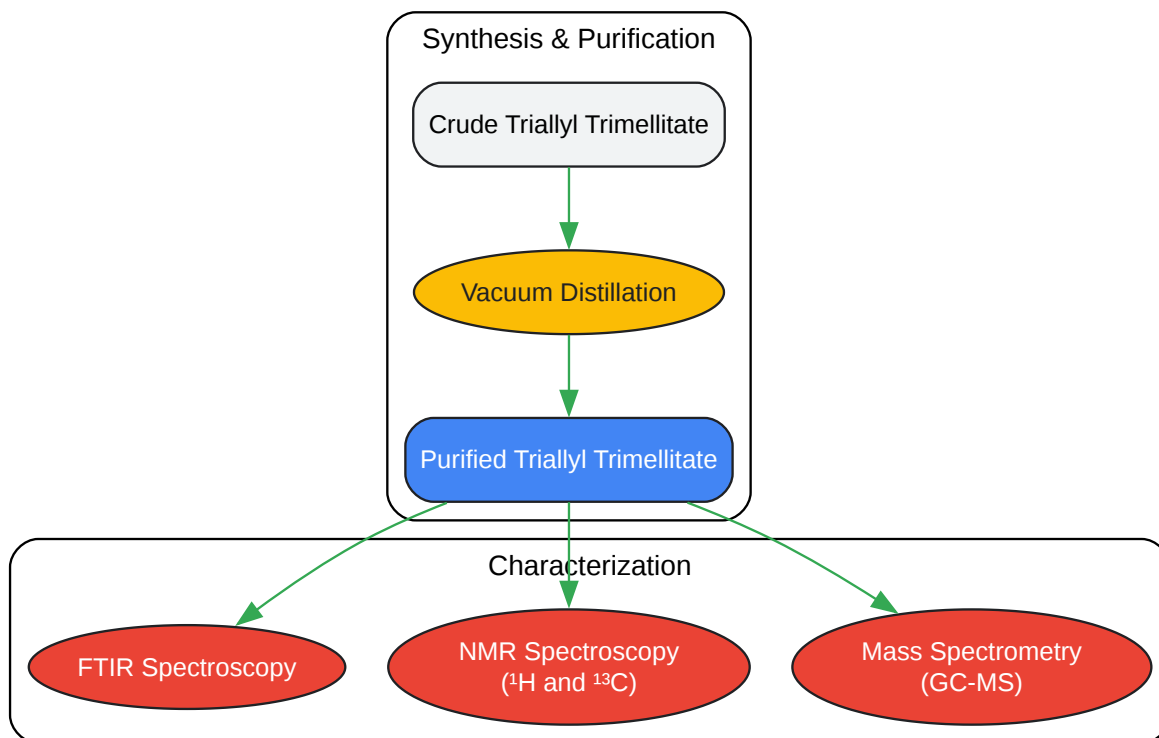 Synthesis & Purification
Crude Triallyl Trimellitate
Vacuum Distillation
Purified Triallyl Trimellitate
Characterization
FTIR Spectroscopy
NMR Spectroscopy
(¹H and ¹³C)
Mass Spectrometry
(GC-MS)